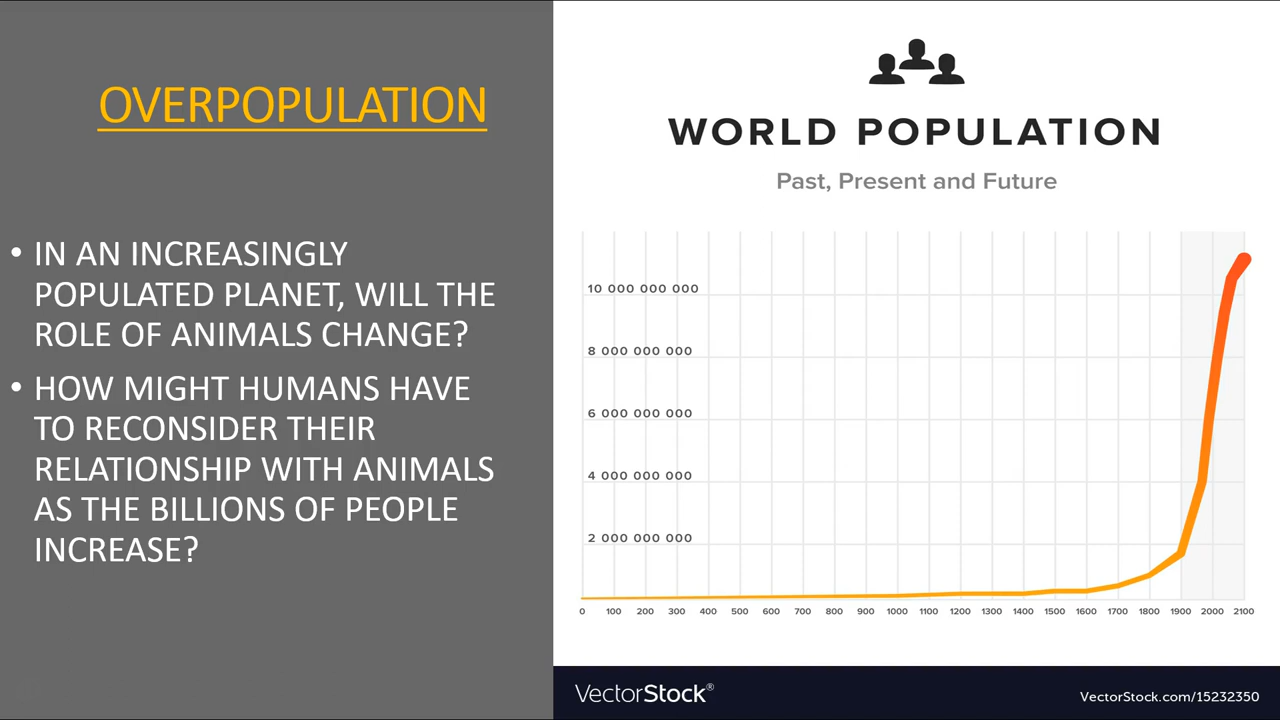 OVERPOPULATION
• IN AN INCREASINGLY
POPULATED PLANET, WILL THE
ROLE OF ANIMALS CHANGE?
• HOW MIGHT HUMANS HAVE
TO RECONSIDER THEIR
RELATIONSHIP WITH ANIMALS
AS THE BILLIONS OF PEOPLE
INCREASE?
WORLD POPULATION
Past, Present and Future
10 000 000 000
8 000 000 000
6 000 000 000
4 000 000 000
2 000 000 000
0 100 200 300 400 500 600 700 800 900 1000 1100 1200 1300 1400 1500 1600 1700 1800 1900 2000 2100
VectorStock®
VectorStock.com/15232350